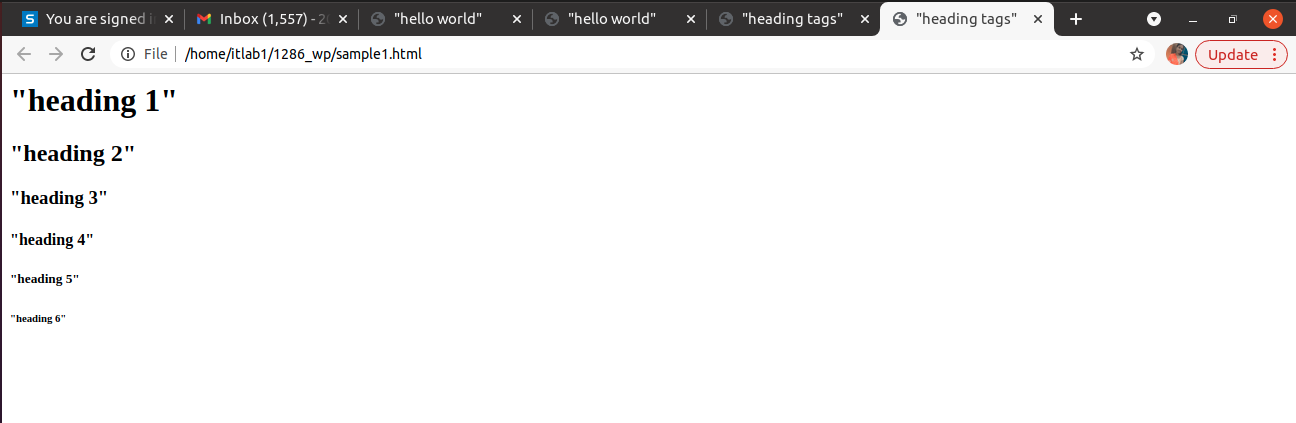 S You are signed i Inbox (1,557) - 20 "hello world" "hello world" "heading tags" "heading tags"
File /home/itlab1/1286_wp/sample1.html Update
"heading 1"
"heading 2"
"heading 3"
"heading 4"
"heading 5"
"heading 6"